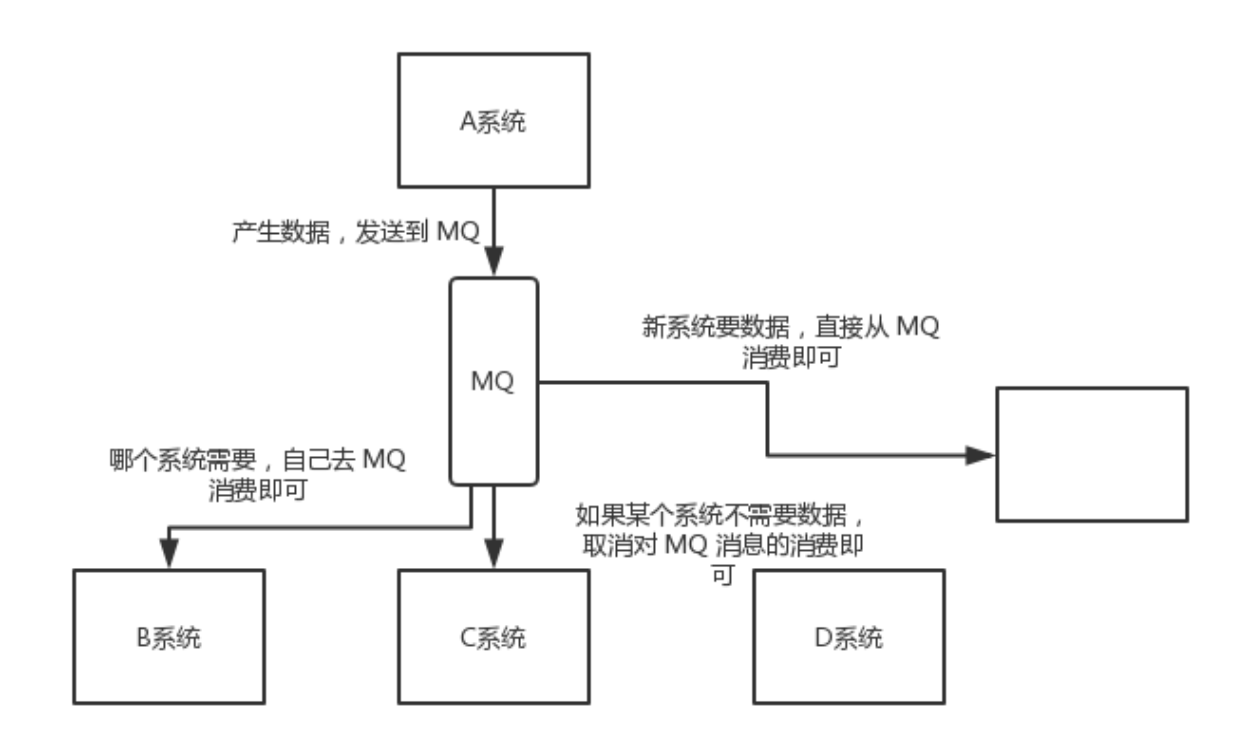 A系统
产生数据，发送到 MQ
新系统要数据，直接从 MQ
消费即可
MQ
哪个系统需要，自己去 MQ
消费即可
如果某个系统不需要数据，
取消对 MQ 消息的消费即
可
B系统
C系统
D系统